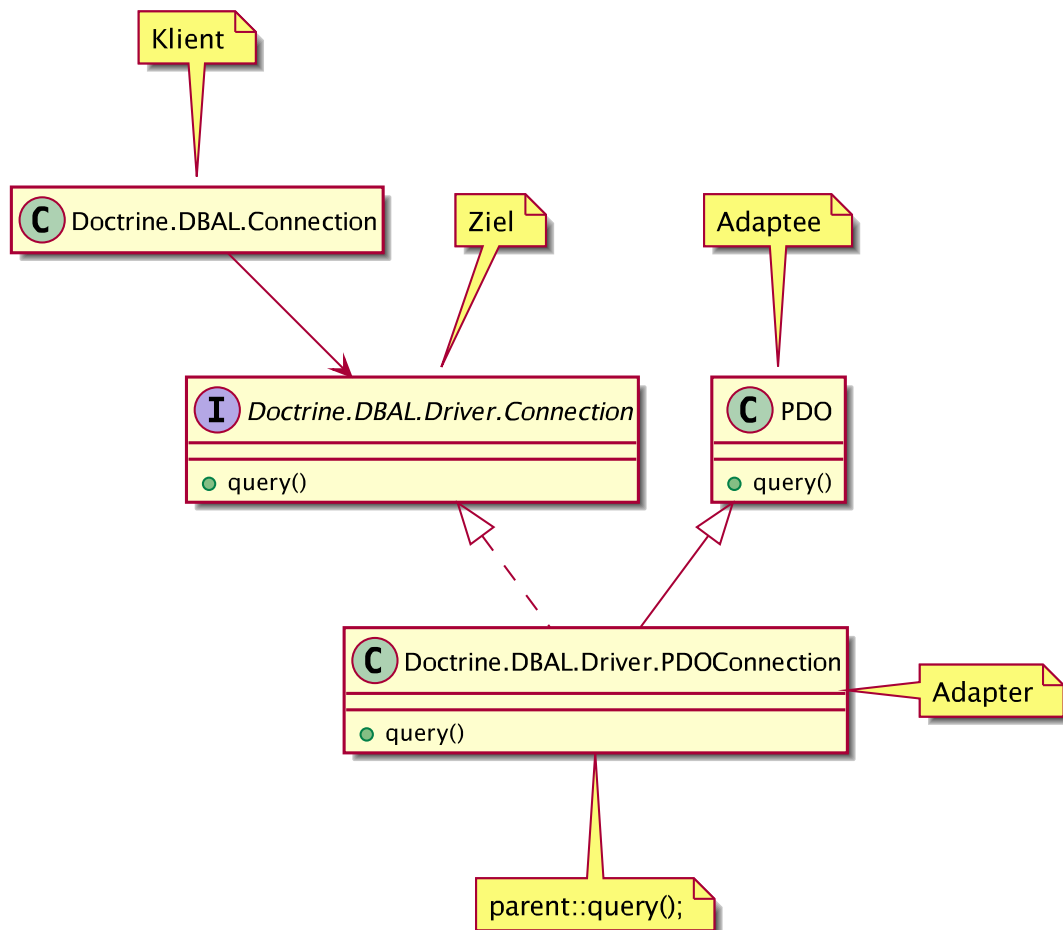 Klient
C Doctrine.DBAL.Connection
Ziel
Adaptee
I Doctrine.DBAL.Driver.Connection
query()
C PDO
query()
C Doctrine.DBAL.Driver.PDOConnection
query()
Adapter
parent::query();